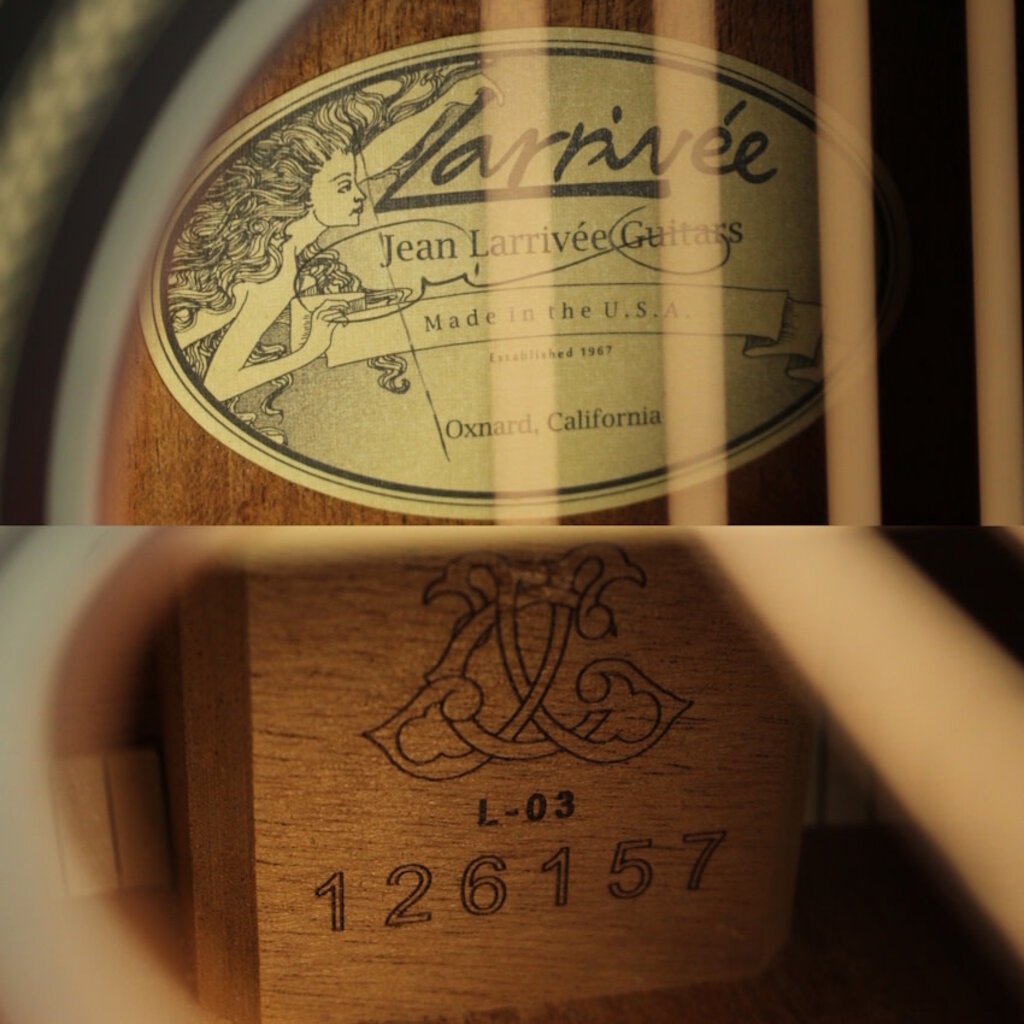 Larrivée
Jean Larrivée Guitars
Made in the U.S.A.
Established 1967
Oxnard, California
L-03
126157